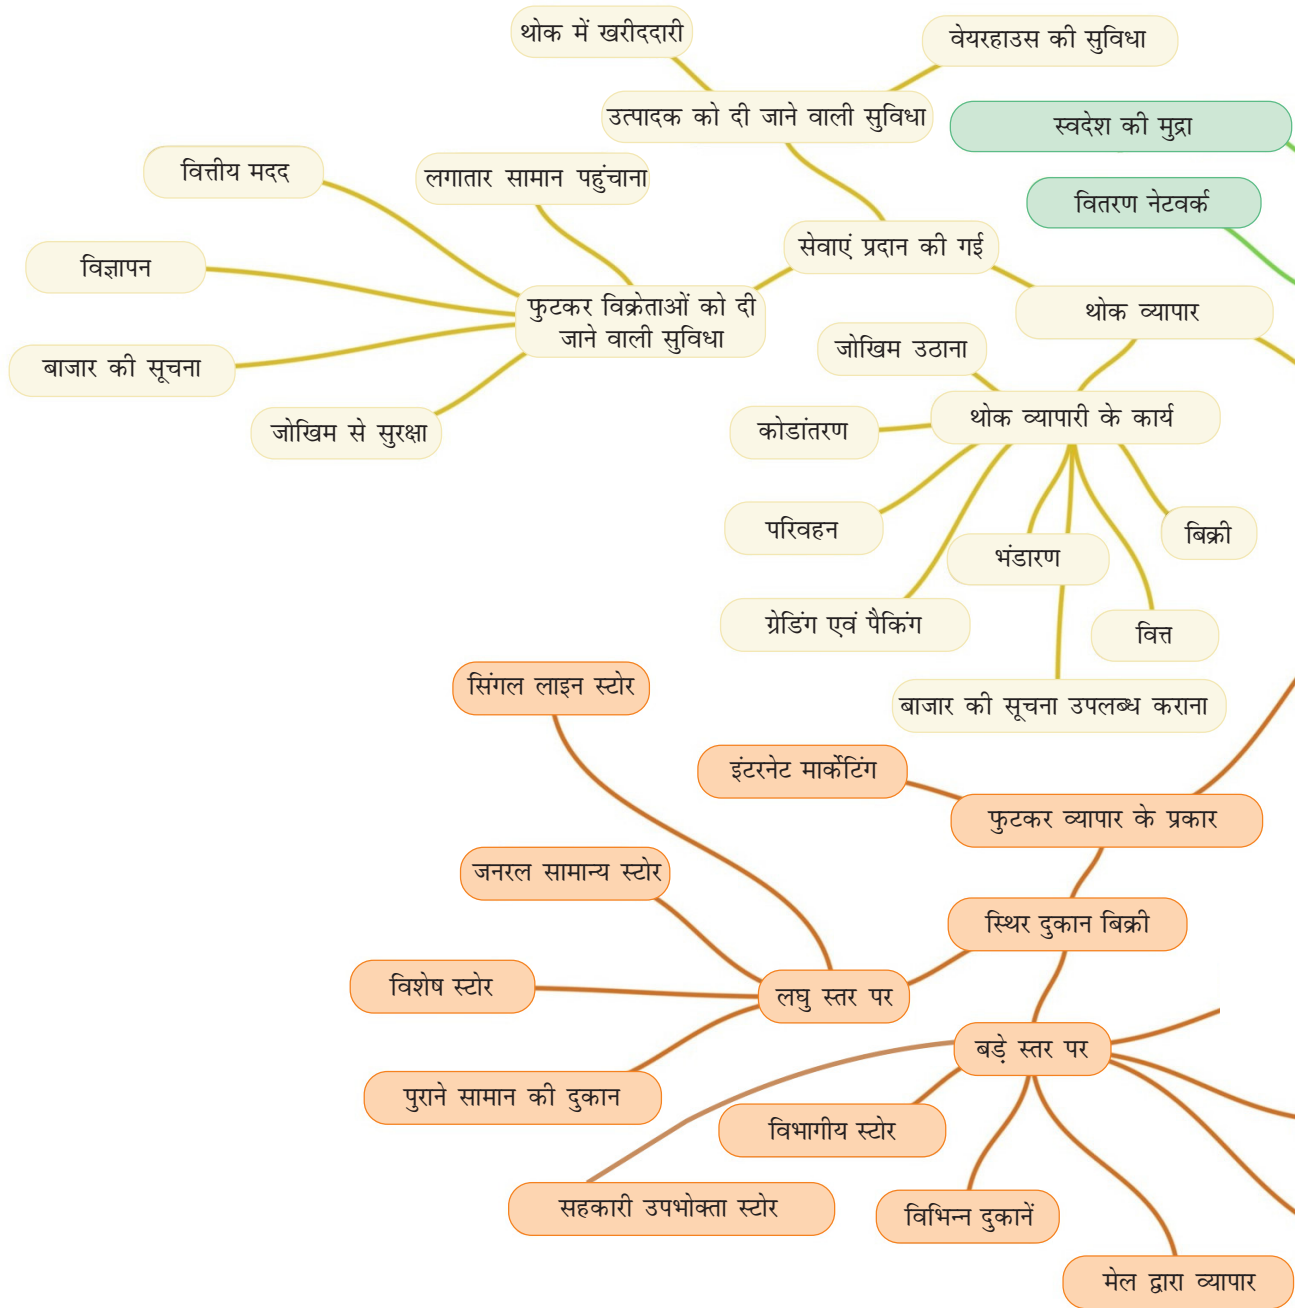 थोक में खरीददारी
वेयरहाउस की सुविधा
उत्पादक को दी जाने वाली सुविधा
स्वदेश की मुद्रा
वित्तीय मदद
लगातार सामान पहुंचाना
वितरण नेटवर्क
सेवाएं प्रदान की गई
विज्ञापन
फुटकर विक्रेताओं को दी
जाने वाली सुविधा
थोक व्यापार
जोखिम उठाना
बाजार की सूचना
जोखिम से सुरक्षा
कोडांतरण
थोक व्यापारी के कार्य
परिवहन
बिक्री
भंडारण
ग्रेडिंग एवं पैकिंग
वित्त
सिंगल लाइन स्टोर
बाजार की सूचना उपलब्ध कराना
इंटरनेट मार्केटिंग
फुटकर व्यापार के प्रकार
जनरल सामान्य स्टोर
स्थिर दुकान बिक्री
विशेष स्टोर
लघु स्तर पर
बड़े स्तर पर
पुराने सामान की दुकान
विभागीय स्टोर
सहकारी उपभोक्ता स्टोर
विभिन्न दुकानें
मेल द्वारा व्यापार